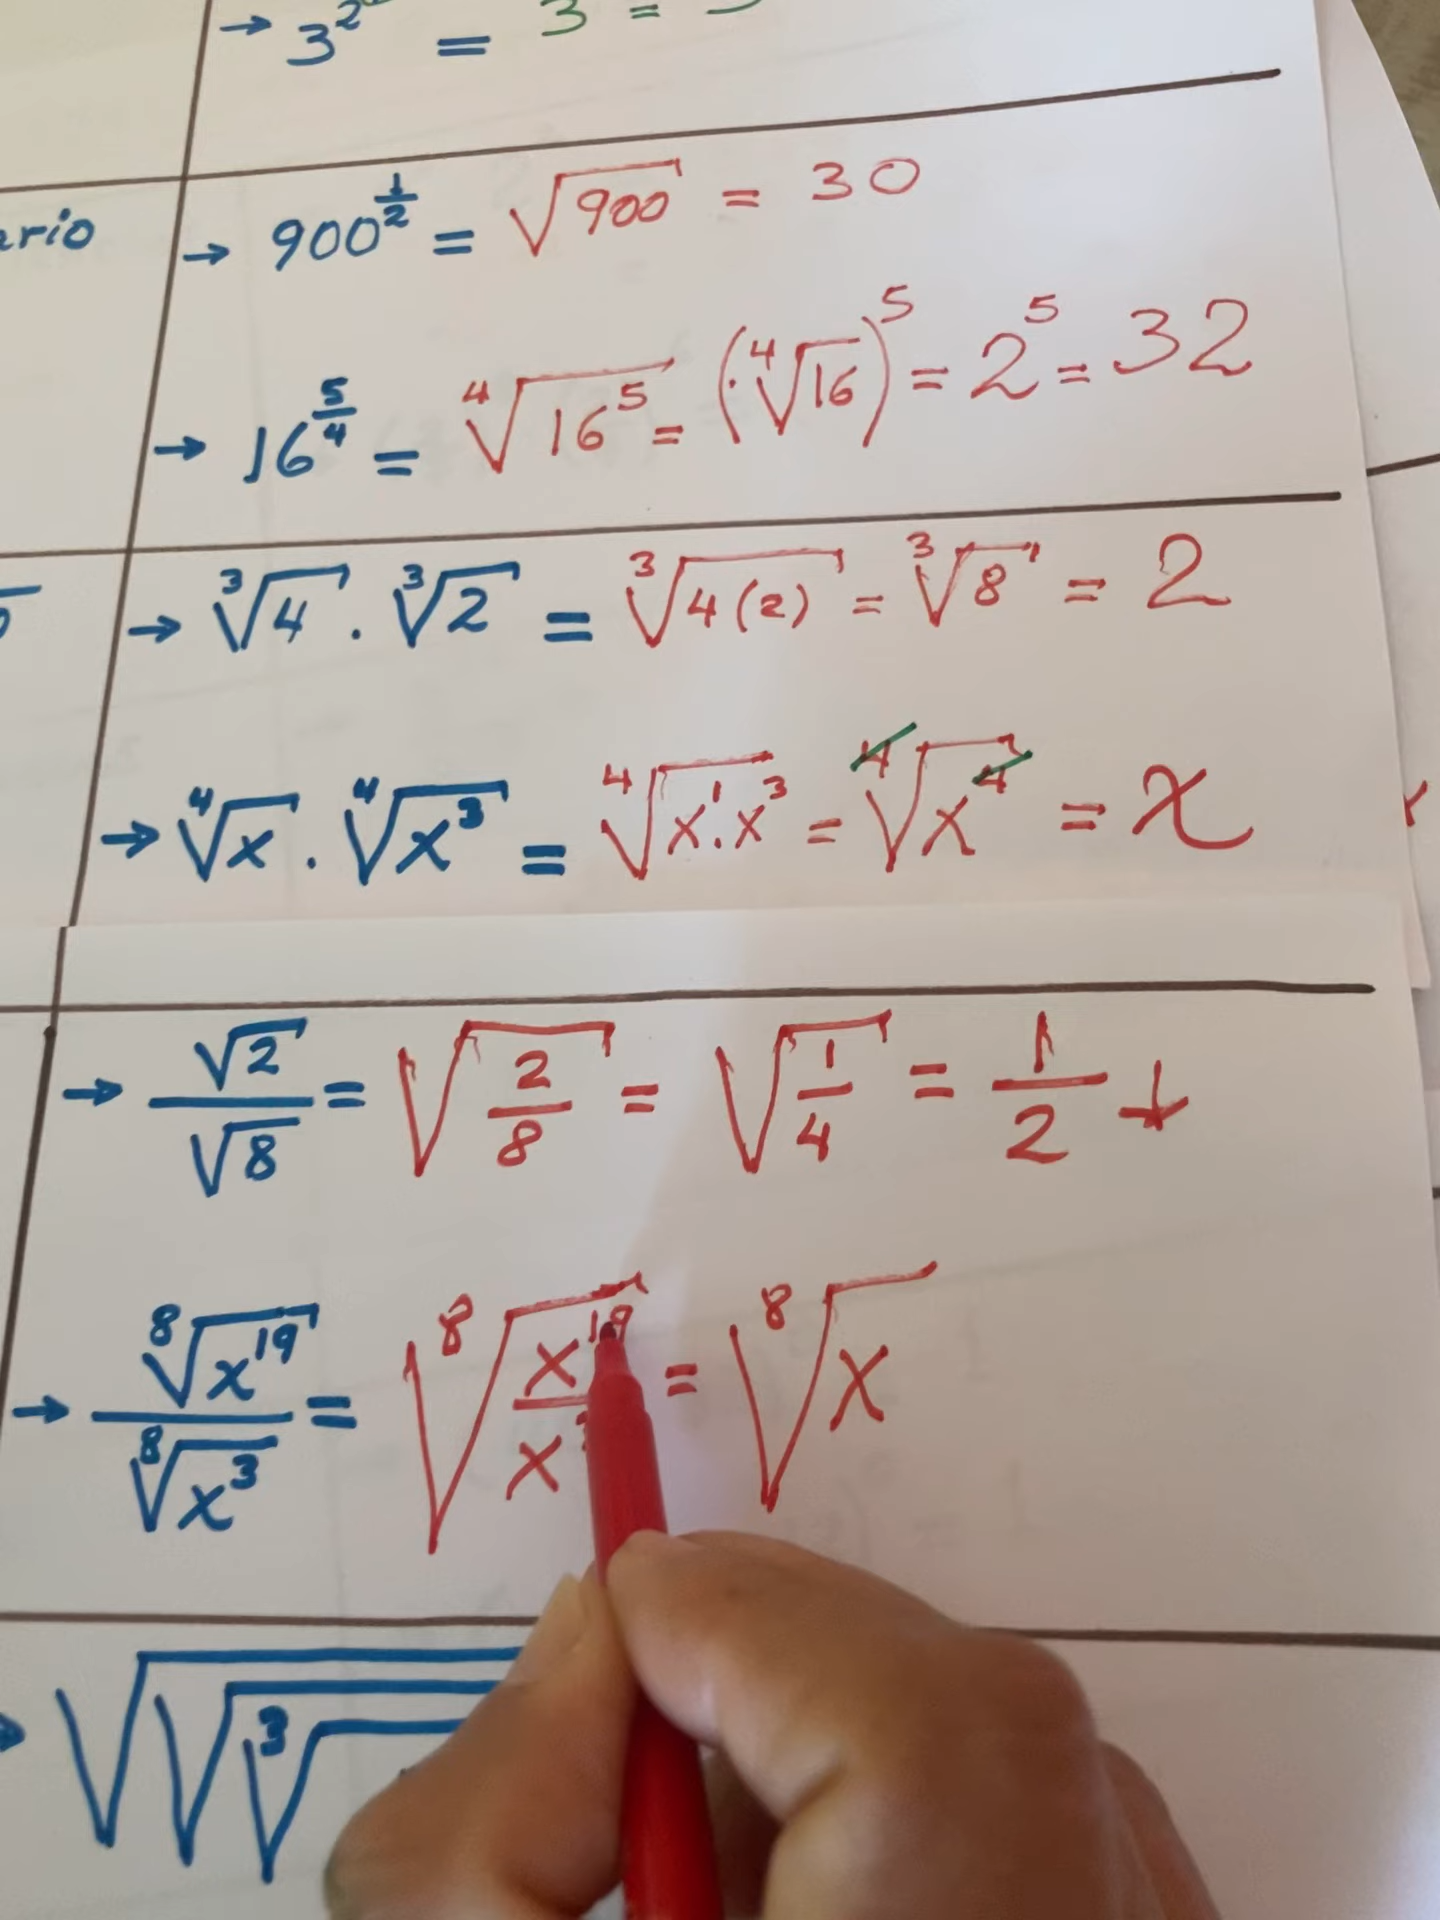 → 3² = 3 =
ario
→ 900^(1/2) = √900 = 30
→ 16^(5/4) = ⁴√16⁵ = (·⁴√16)⁵ = 2⁵ = 32
→ ³√4 . ³√2 = ³√4(2) = ³√8 = 2
→ ⁴√x . ⁴√x³ = ⁴√x¹.x³ = ⁴√x⁴ = x
→ √2/√8 = √(2/8) = √(1/4) = 1/2
→ ⁸√x¹⁹/⁸√x³ = ⁸√(x¹⁹/x) = ⁸√x
√√³√